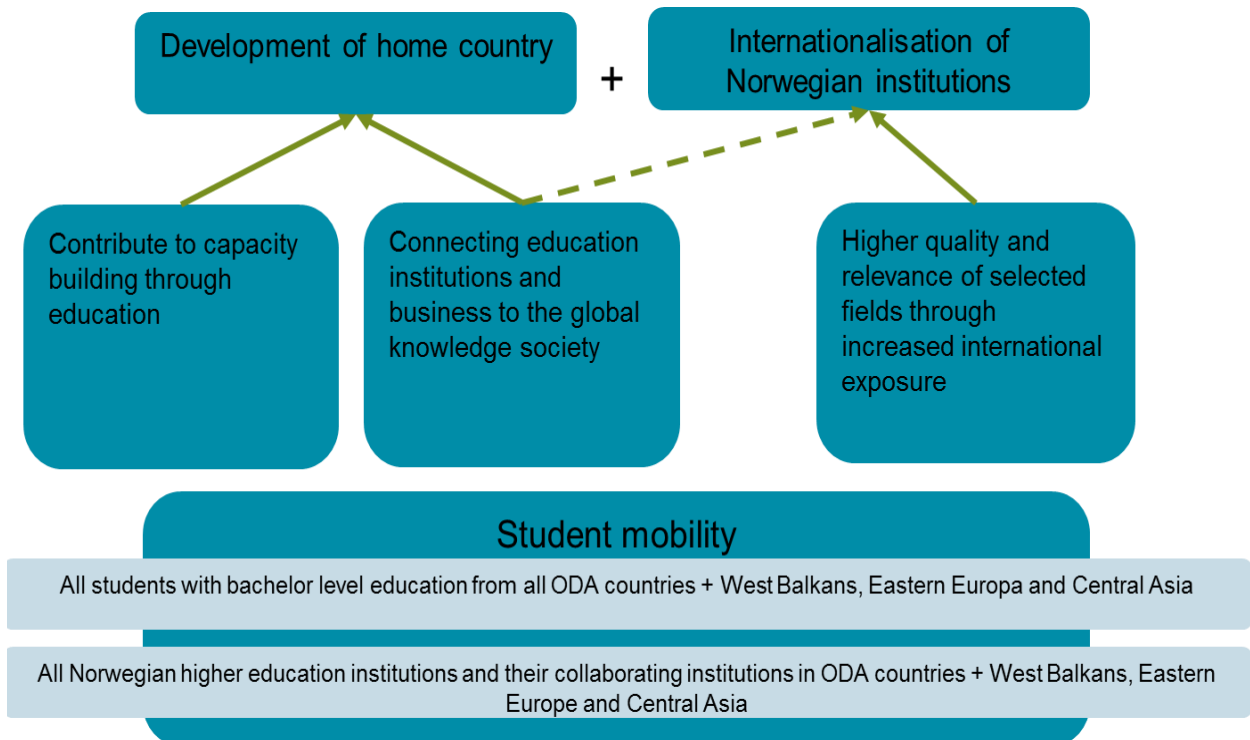 Development of home country
+
Internationalisation of
Norwegian institutions
Contribute to capacity
building through
education
Connecting education
institutions and
business to the global
knowledge society
Higher quality and
relevance of selected
fields through
increased international
exposure
Student mobility
All students with bachelor level education from all ODA countries + West Balkans, Eastern Europa and Central Asia
All Norwegian higher education institutions and their collaborating institutions in ODA countries + West Balkans, Eastern
Europe and Central Asia